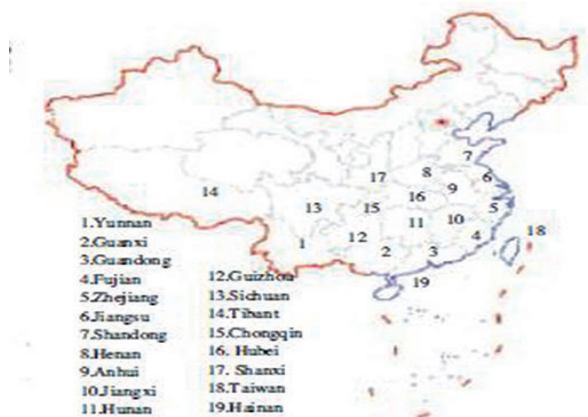 7
17
8
6
9
14
16
13
15
5
10
11
18
12
4
1
2
3
19
1.Yunnan
2.Guanxi
3.Guandong
4.Fujian
5.Zhejiang
6.Jiangsu
7.Shandong
8.Henan
9.Anhui
10.Jiangxi
11.Hunan
12.Guizhou
13.Sichuan
14.Tibant
15.Chongqin
16. Hubei
17. Shanxi
18.Taiwan
19.Hainan